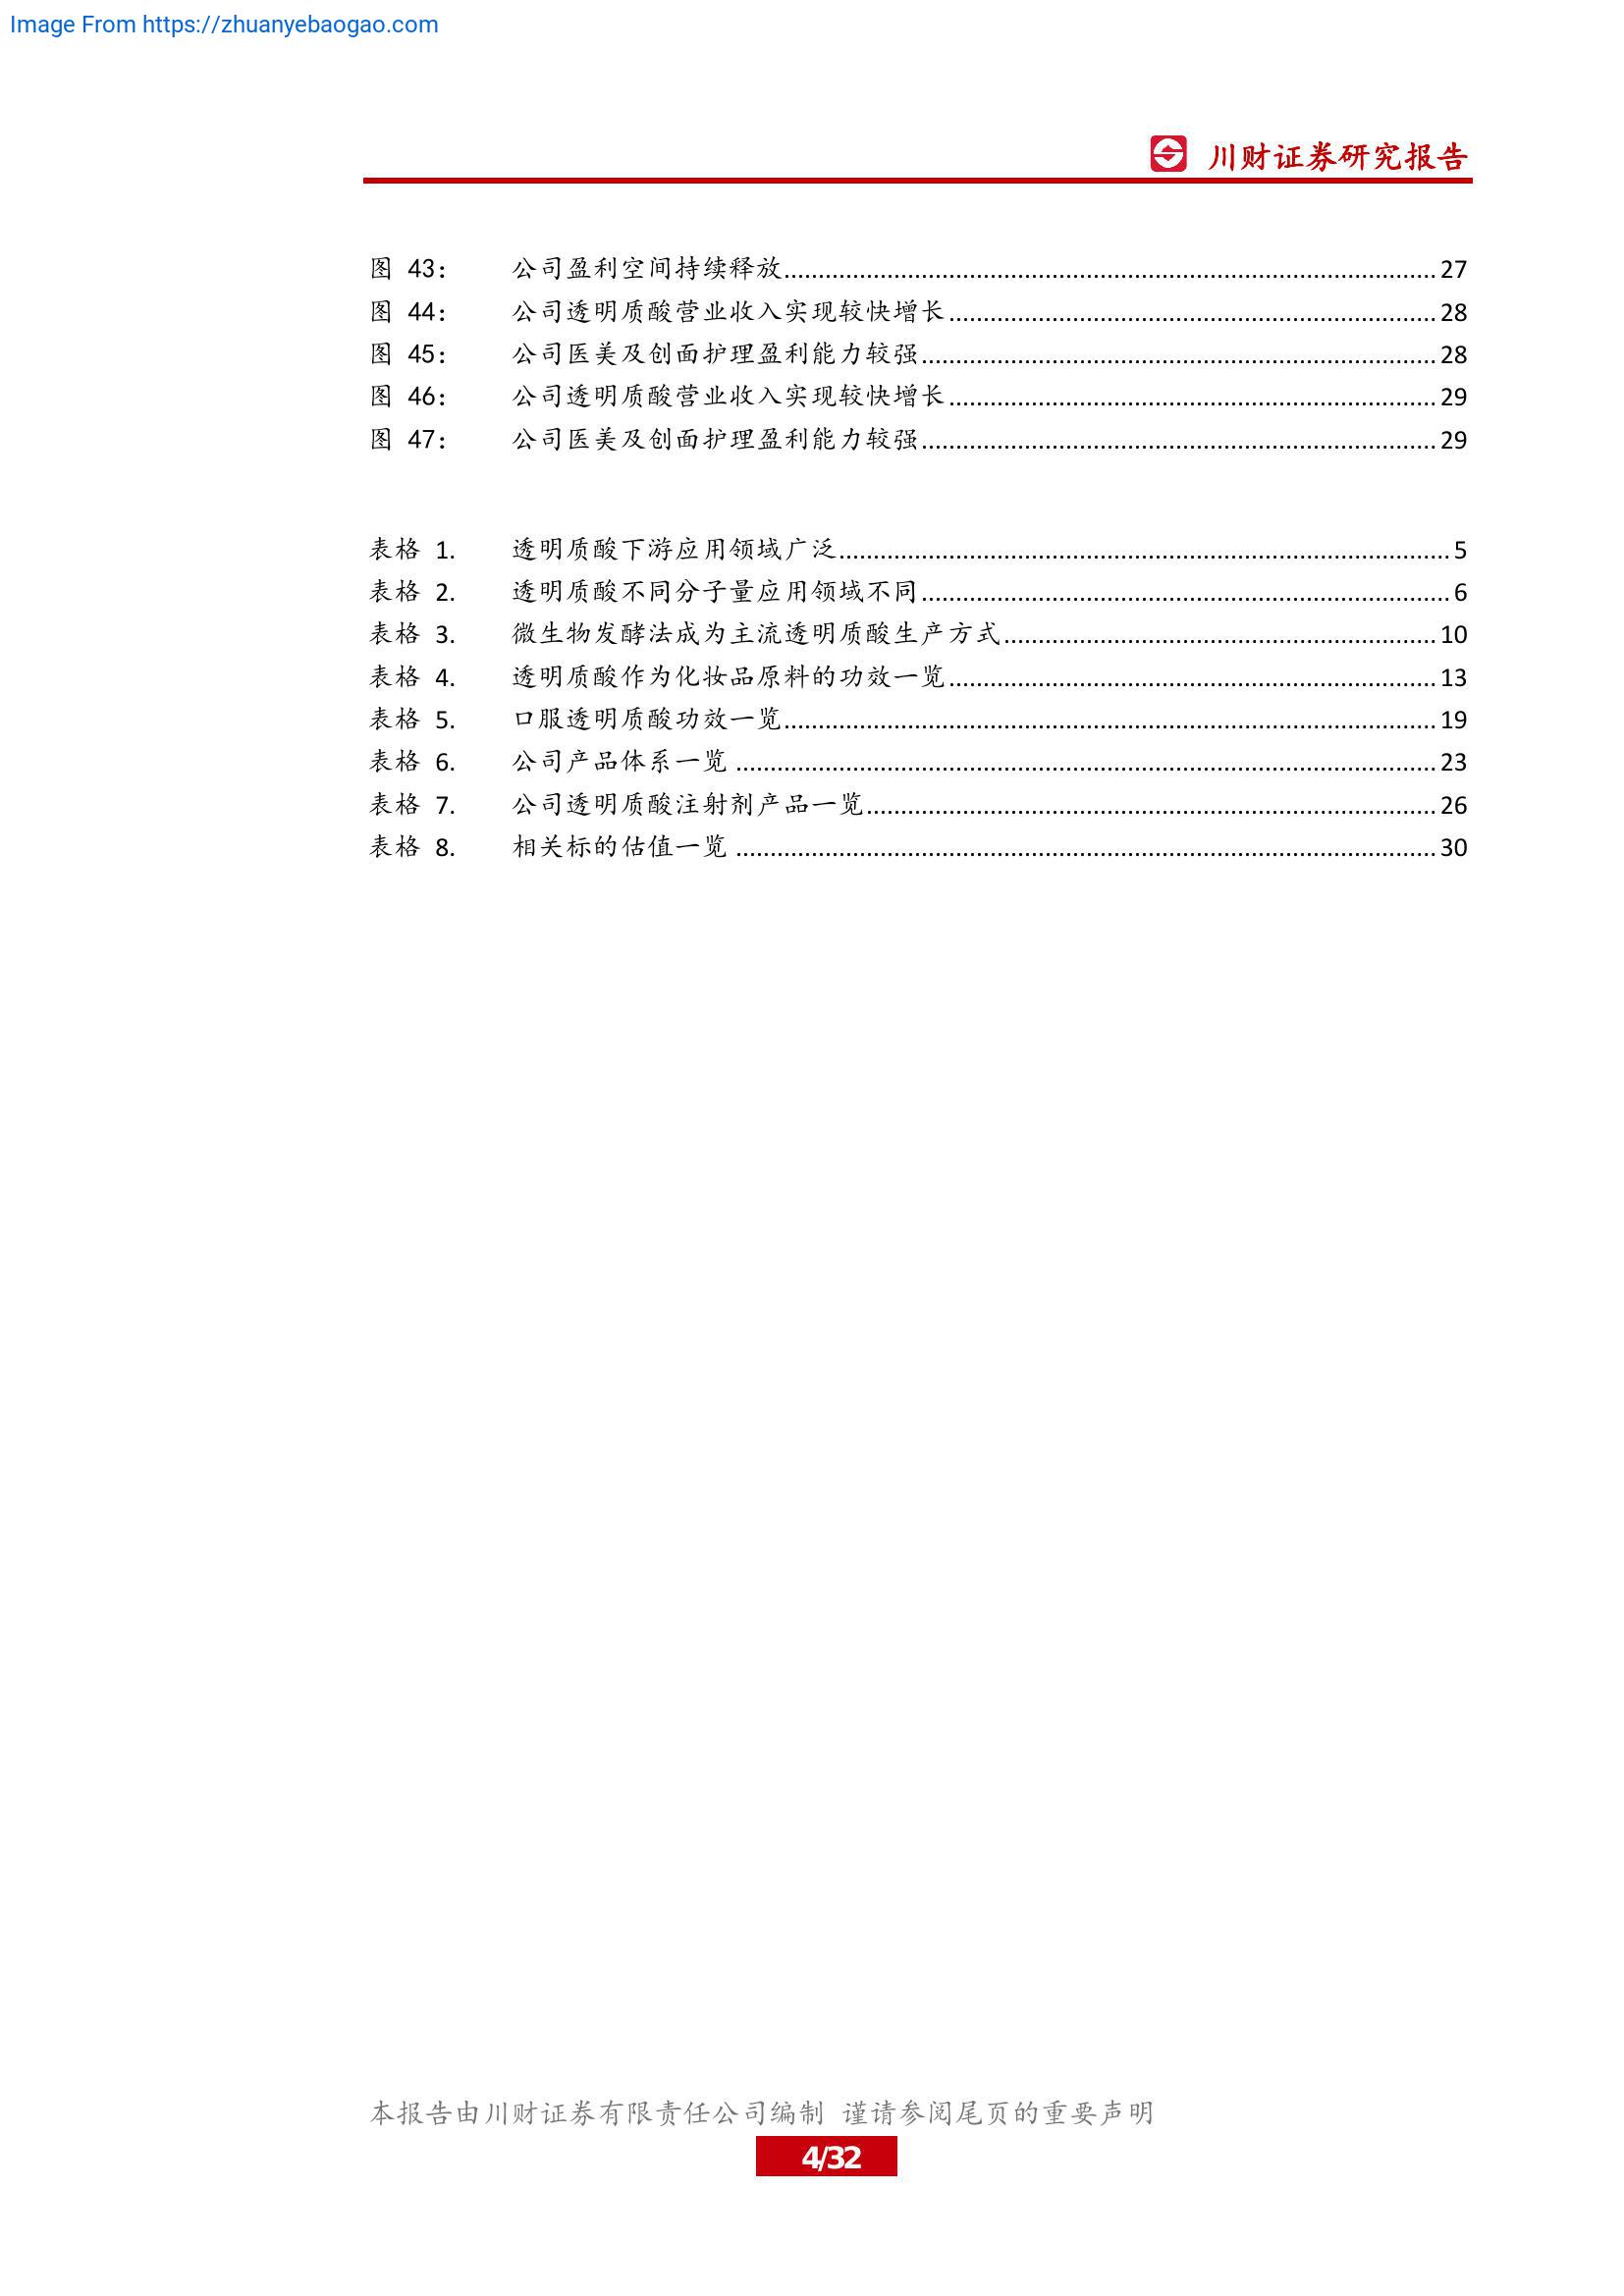 Image From https://zhuanyebaogao.com
川财证券研究报告
图 43： 公司盈利空间持续释放 27
图 44： 公司透明质酸营业收入实现较快增长 28
图 45： 公司医美及创面护理盈利能力较强 28
图 46： 公司透明质酸营业收入实现较快增长 29
图 47： 公司医美及创面护理盈利能力较强 29
表格 1. 透明质酸下游应用领域广泛 5
表格 2. 透明质酸不同分子量应用领域不同 6
表格 3. 微生物发酵法成为主流透明质酸生产方式 10
表格 4. 透明质酸作为化妆品原料的功效一览 13
表格 5. 口服透明质酸功效一览 19
表格 6. 公司产品体系一览 23
表格 7. 公司透明质酸注射剂产品一览 26
表格 8. 相关标的估值一览 30
本报告由川财证券有限责任公司编制 谨请参阅尾页的重要声明
4/32